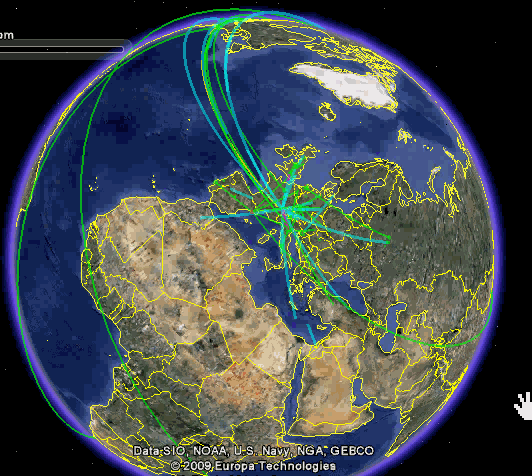 om
Data SIO, NOAA, U.S. Navy, NGA, GEBCO
© 2009 Europa Technologies